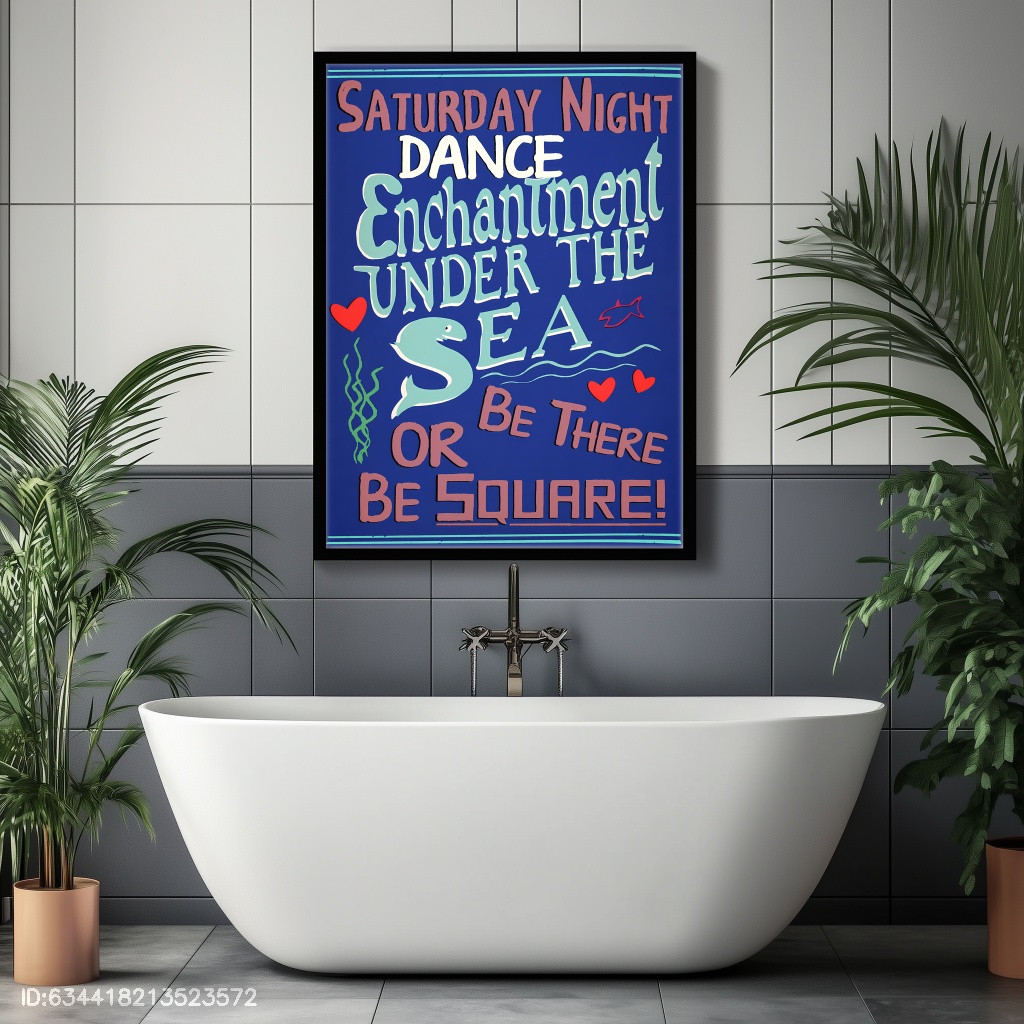 SATURDAY NIGHT
DANCE
Enchantment
UNDER THE
SEA
BE THERE
OR
BE SQUARE!
ID:634418213523572